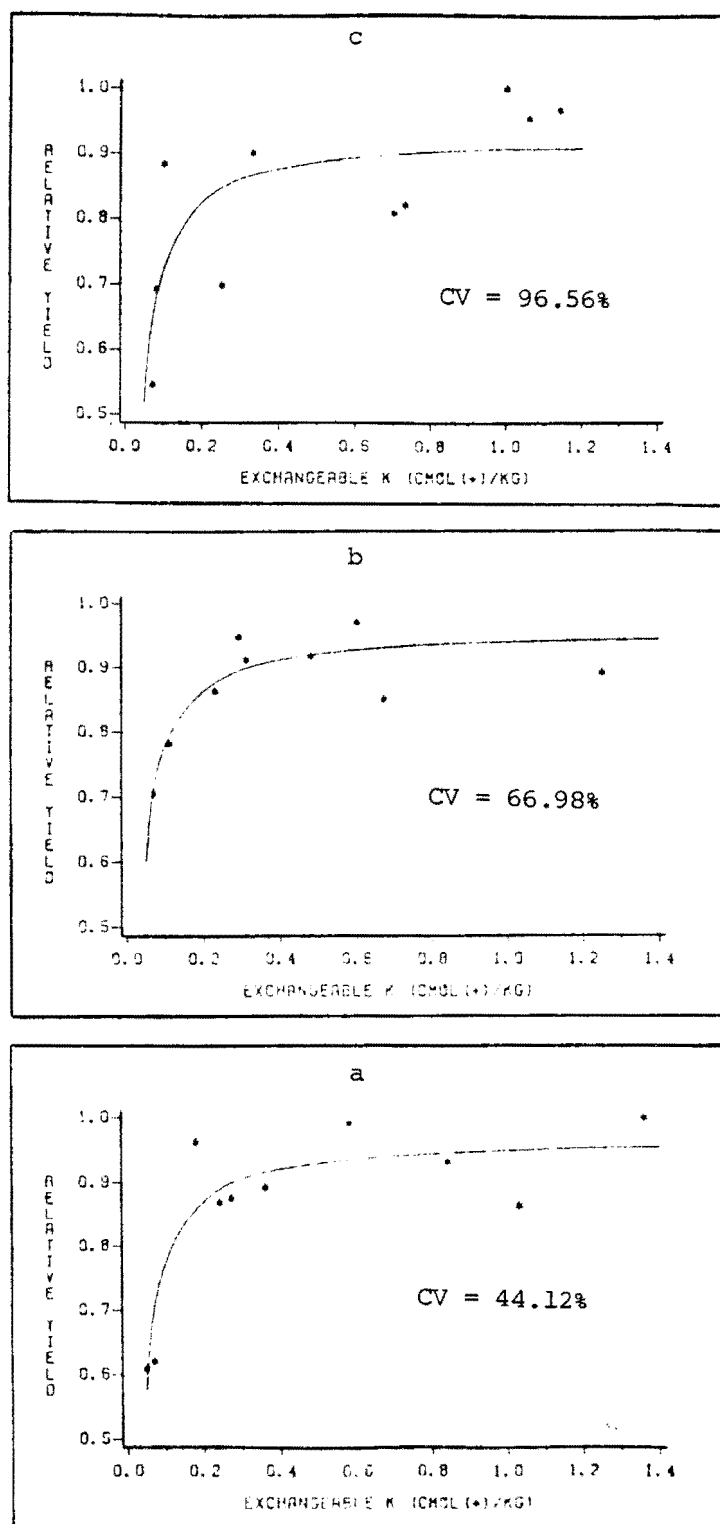 c
RELATIVE YIELD
1.0
0.9
0.8
0.7
0.6
0.5
CV = 96.56%
0.0 0.2 0.4 0.6 0.8 1.0 1.2 1.4
EXCHANGEABLE K (CMOL(+)/KG)
b
RELATIVE YIELD
1.0
0.9
0.8
0.7
0.6
0.5
CV = 66.98%
0.0 0.2 0.4 0.6 0.8 1.0 1.2 1.4
EXCHANGEABLE K (CMOL(+)/KG)
a
RELATIVE YIELD
1.0
0.9
0.8
0.7
0.6
0.5
CV = 44.12%
0.0 0.2 0.4 0.6 0.8 1.0 1.2 1.4
EXCHANGEABLE K (CMOL(+)/KG)